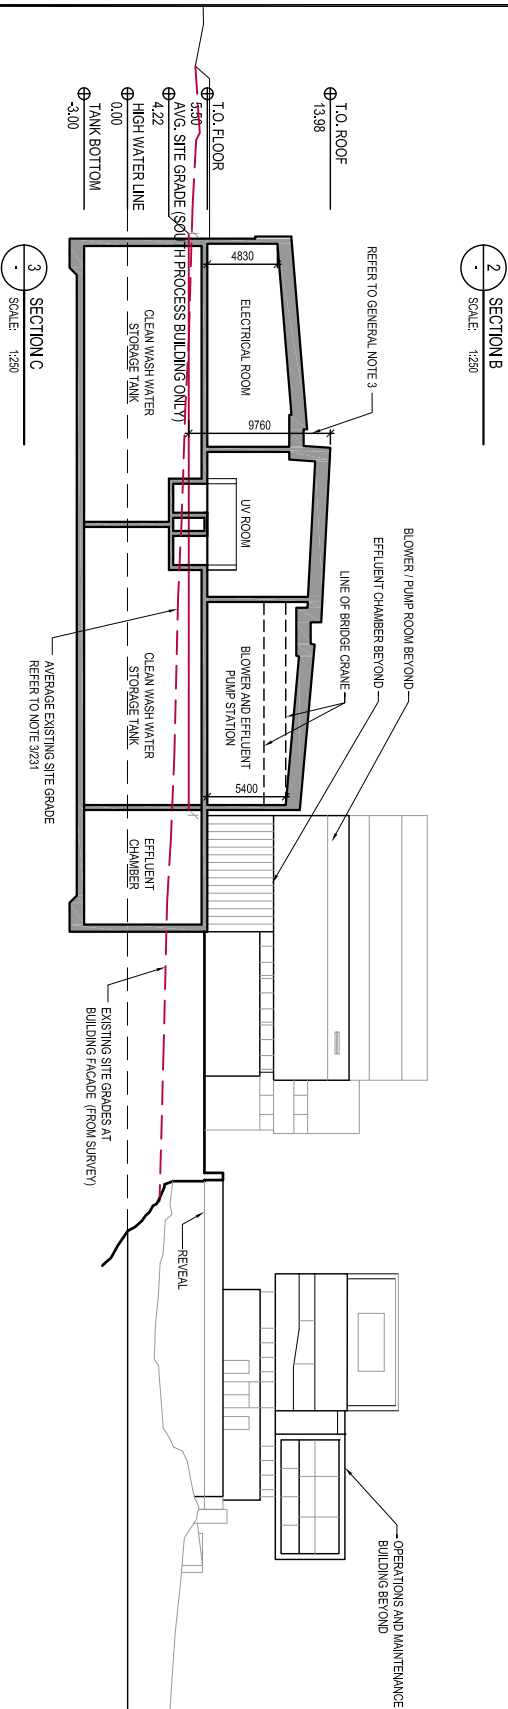 2
-
SECTION B
SCALE: 1:250
T.O. ROOF
13.98
T.O. FLOOR
5.50
AVG. SITE GRADE (SOUTH PROCESS BUILDING ONLY)
4.22
HIGH WATER LINE
0.00
TANK BOTTOM
-3.00
REFER TO GENERAL NOTE 3
BLOWER / PUMP ROOM BEYOND
EFFLUENT CHAMBER BEYOND
LINE OF BRIDGE CRANE
4830
9760
5400
ELECTRICAL ROOM
UV ROOM
BLOWER AND EFFLUENT
PUMP STATION
CLEAN WASH WATER
STORAGE TANK
CLEAN WASH WATER
STORAGE TANK
EFFLUENT
CHAMBER
AVERAGE EXISTING SITE GRADE
REFER TO NOTE 3/231
EXISTING SITE GRADES AT
BUILDING FACADE (FROM SURVEY)
REVEAL
OPERATIONS AND MAINTENANCE
BUILDING BEYOND
3
-
SECTION C
SCALE: 1:250